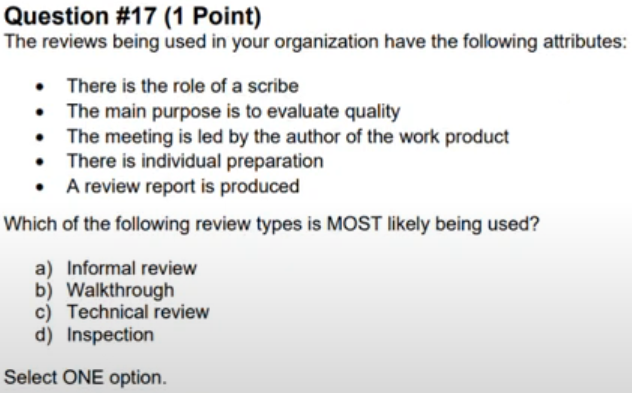 Question #17 (1 Point)
The reviews being used in your organization have the following attributes:
• There is the role of a scribe
• The main purpose is to evaluate quality
• The meeting is led by the author of the work product
• There is individual preparation
• A review report is produced
Which of the following review types is MOST likely being used?
a) Informal review
b) Walkthrough
c) Technical review
d) Inspection
Select ONE option.